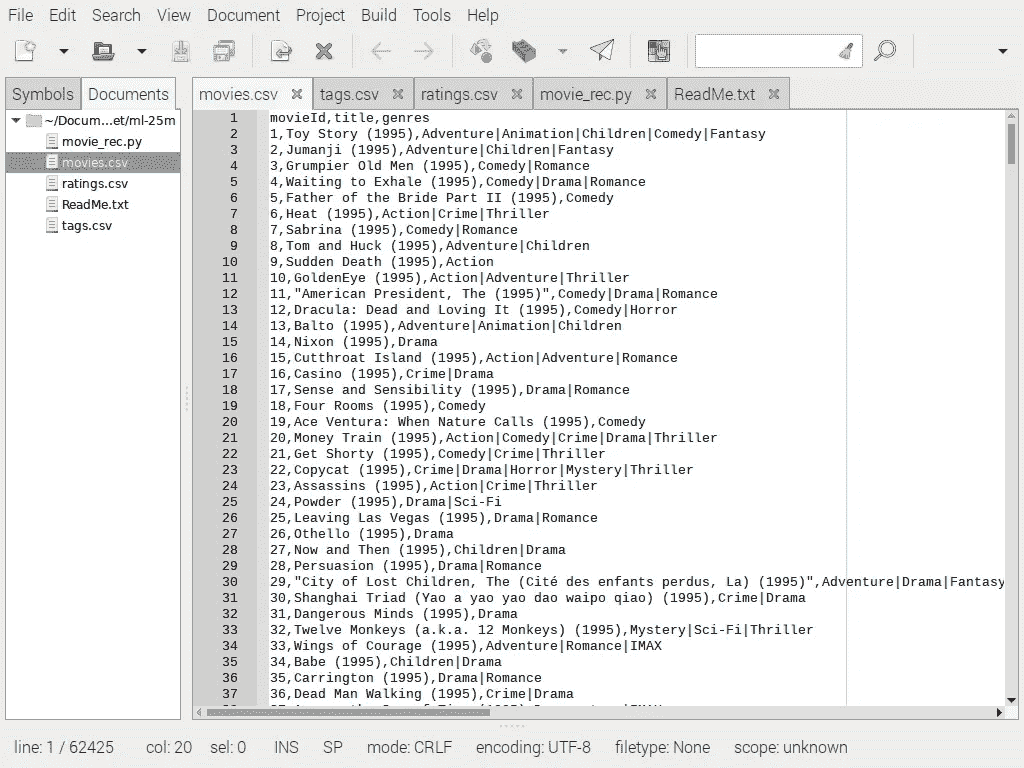 File Edit Search View Document Project Build Tools Help
Symbols Documents movies.csv tags.csv ratings.csv movie_rec.py ReadMe.txt
~/Docum...et/ml-25m
movie_rec.py
movies.csv
ratings.csv
ReadMe.txt
tags.csv
1 movieId,title,genres
2 1,Toy Story (1995),Adventure|Animation|Children|Comedy|Fantasy
3 2,Jumanji (1995),Adventure|Children|Fantasy
4 3,Grumpier Old Men (1995),Comedy|Romance
5 4,Waiting to Exhale (1995),Comedy|Drama|Romance
6 5,Father of the Bride Part II (1995),Comedy
7 6,Heat (1995),Action|Crime|Thriller
8 7,Sabrina (1995),Comedy|Romance
9 8,Tom and Huck (1995),Adventure|Children
10 9,Sudden Death (1995),Action
11 10,GoldenEye (1995),Action|Adventure|Thriller
12 11,"American President, The (1995)",Comedy|Drama|Romance
13 12,Dracula: Dead and Loving It (1995),Comedy|Horror
14 13,Balto (1995),Adventure|Animation|Children
15 14,Nixon (1995),Drama
16 15,Cutthroat Island (1995),Action|Adventure|Romance
17 16,Casino (1995),Crime|Drama
18 17,Sense and Sensibility (1995),Drama|Romance
19 18,Four Rooms (1995),Comedy
20 19,Ace Ventura: When Nature Calls (1995),Comedy
21 20,Money Train (1995),Action|Comedy|Crime|Drama|Thriller
22 21,Get Shorty (1995),Comedy|Crime|Thriller
23 22,Copycat (1995),Crime|Drama|Horror|Mystery|Thriller
24 23,Assassins (1995),Action|Crime|Thriller
25 24,Powder (1995),Drama|Sci-Fi
26 25,Leaving Las Vegas (1995),Drama|Romance
27 26,Othello (1995),Drama
28 27,Now and Then (1995),Children|Drama
29 28,Persuasion (1995),Drama|Romance
30 29,"City of Lost Children, The (Cité des enfants perdus, La) (1995)",Adventure|Drama|Fantasy
31 30,Shanghai Triad (Yao a yao yao dao waipo qiao) (1995),Crime|Drama
32 31,Dangerous Minds (1995),Drama
33 32,Twelve Monkeys (a.k.a. 12 Monkeys) (1995),Mystery|Sci-Fi|Thriller
34 33,Wings of Courage (1995),Adventure|Romance|IMAX
35 34,Babe (1995),Children|Drama
36 35,Carrington (1995),Drama|Romance
37 36,Dead Man Walking (1995),Crime|Drama
line: 1 / 62425 col: 20 sel: 0 INS SP mode: CRLF encoding: UTF-8 filetype: None scope: unknown